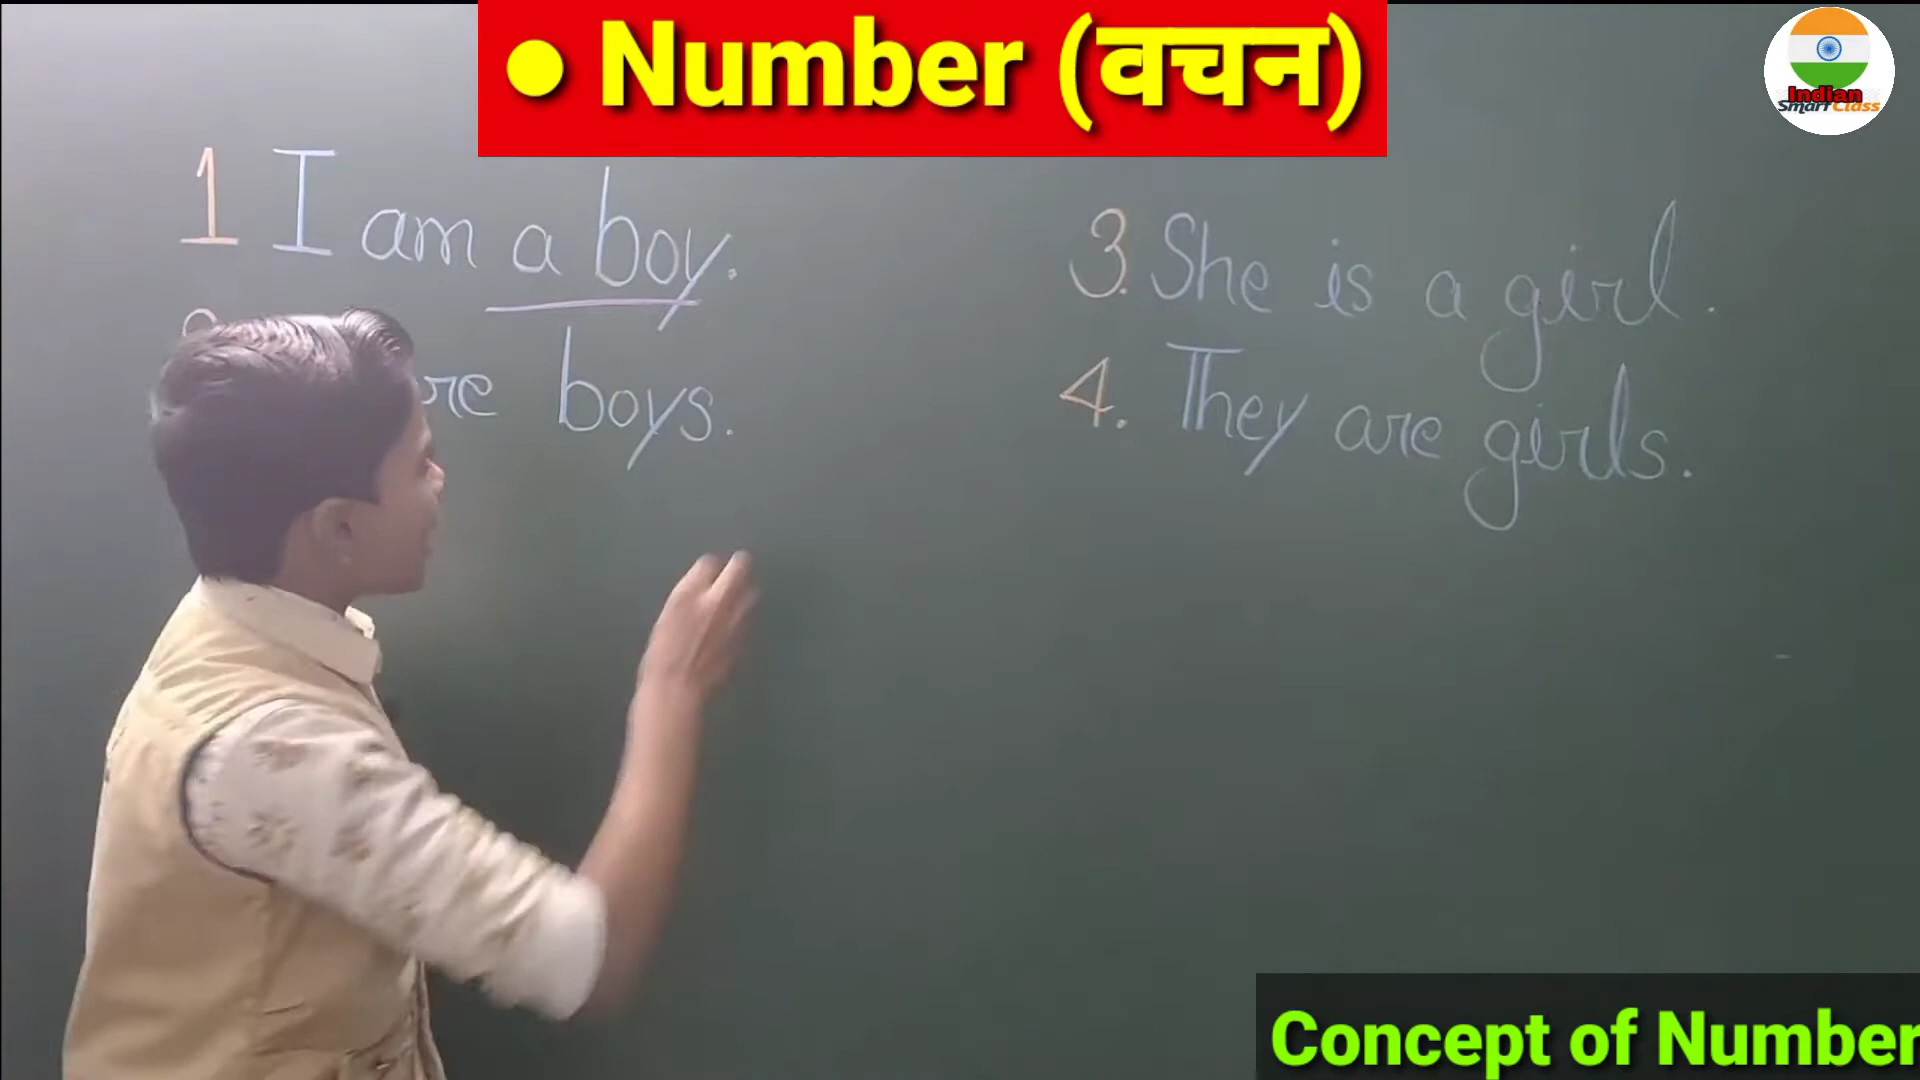 • Number (वचन)
Indian
Smart Class
1 I am a boy.
boys.
3. She is a girl.
4. They are girls.
Concept of Number